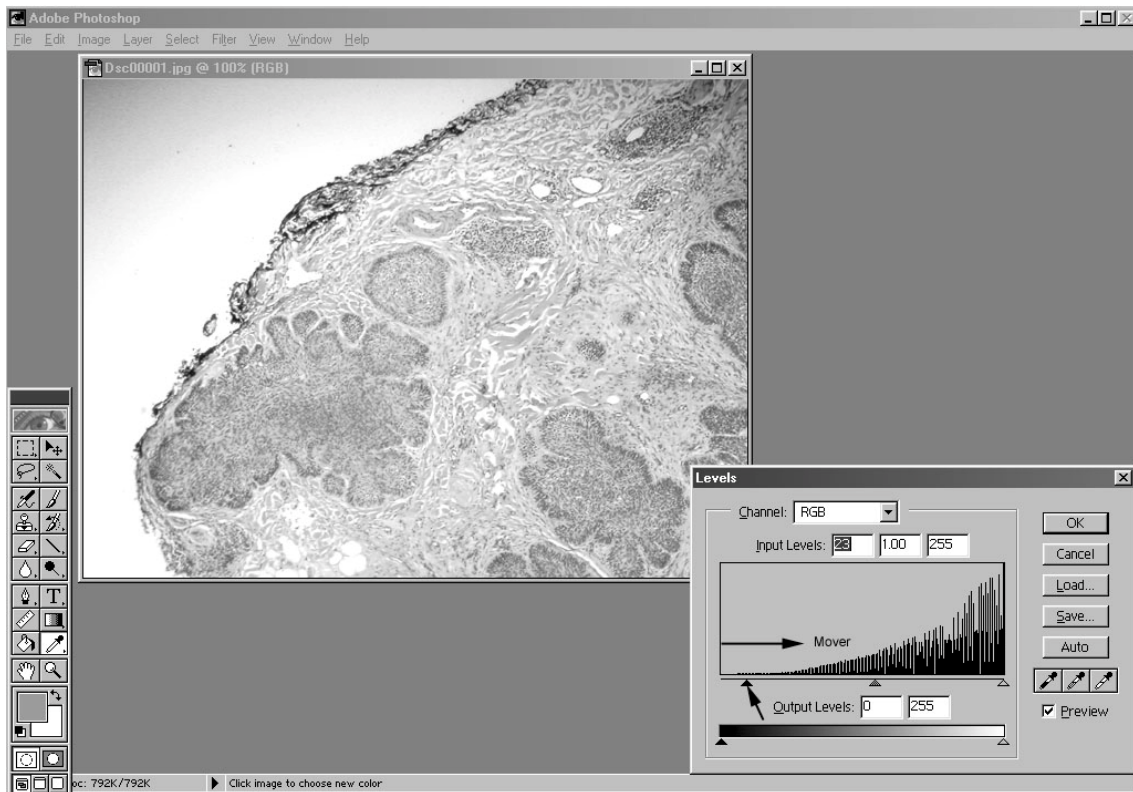 Adobe Photoshop
File Edit Image Layer Select Filter View Window Help
Dsc00001.jpg @ 100% (RGB)
Levels
Channel: RGB
Input Levels: 23 1.00 255
Mover
Output Levels: 0 255
OK
Cancel
Load...
Save...
Auto
Preview
T
oc: 792K/792K
Click image to choose new color